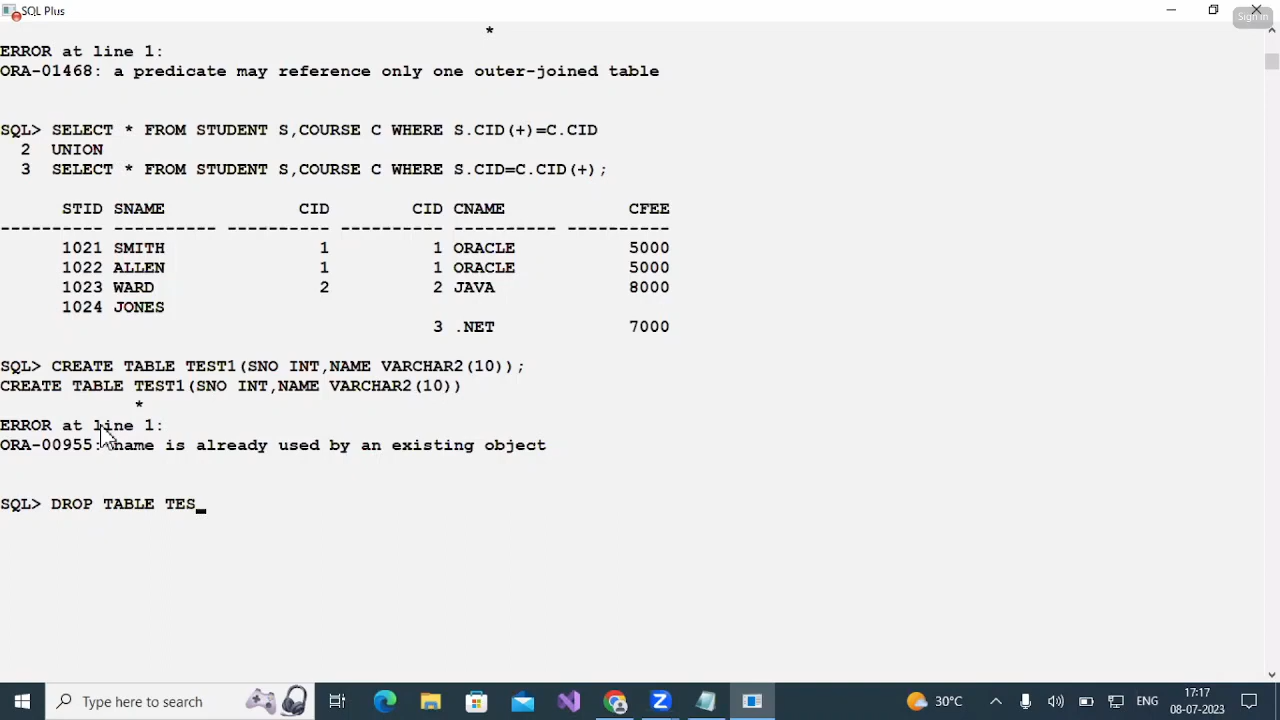 SQL Plus
Sign in
*
ERROR at line 1:
ORA-01468: a predicate may reference only one outer-joined table
SQL> SELECT * FROM STUDENT S,COURSE C WHERE S.CID(+)=C.CID
2 UNION
3 SELECT * FROM STUDENT S,COURSE C WHERE S.CID=C.CID(+);
STID SNAME CID CID CNAME CFEE
---------- ---------- ---------- ---------- ---------- ----------
1021 SMITH 1 1 ORACLE 5000
1022 ALLEN 1 1 ORACLE 5000
1023 WARD 2 2 JAVA 8000
1024 JONES
3 .NET 7000
SQL> CREATE TABLE TEST1(SNO INT,NAME VARCHAR2(10));
CREATE TABLE TEST1(SNO INT,NAME VARCHAR2(10))
*
ERROR at line 1:
ORA-00955: name is already used by an existing object
SQL> DROP TABLE TES_
Type here to search
30°C
ENG
17:17
08-07-2023